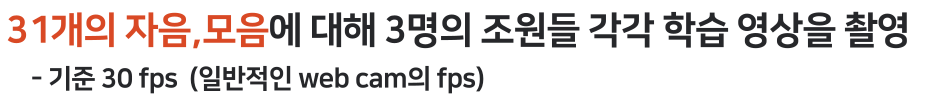 31개의 자음,모음에 대해 3명의 조원들 각각 학습 영상을 촬영
- 기준 30 fps (일반적인 web cam의 fps)